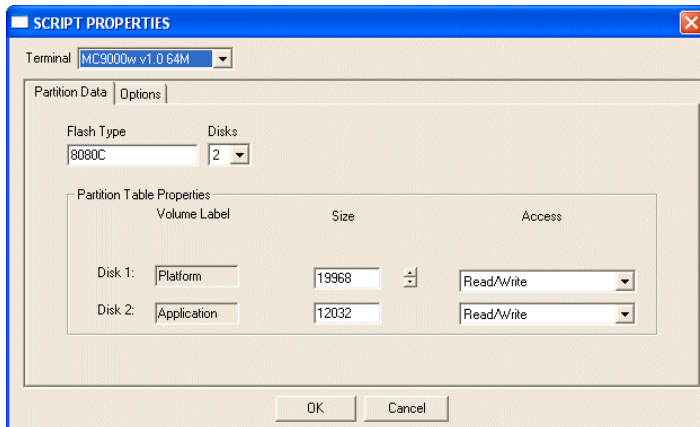 SCRIPT PROPERTIES
Terminal MC9000w v1.0 64M
Partition Data Options
Flash Type Disks
8080C 2
Partition Table Properties
Volume Label Size Access
Disk 1: Platform 19968 Read/Write
Disk 2: Application 12032 Read/Write
OK Cancel